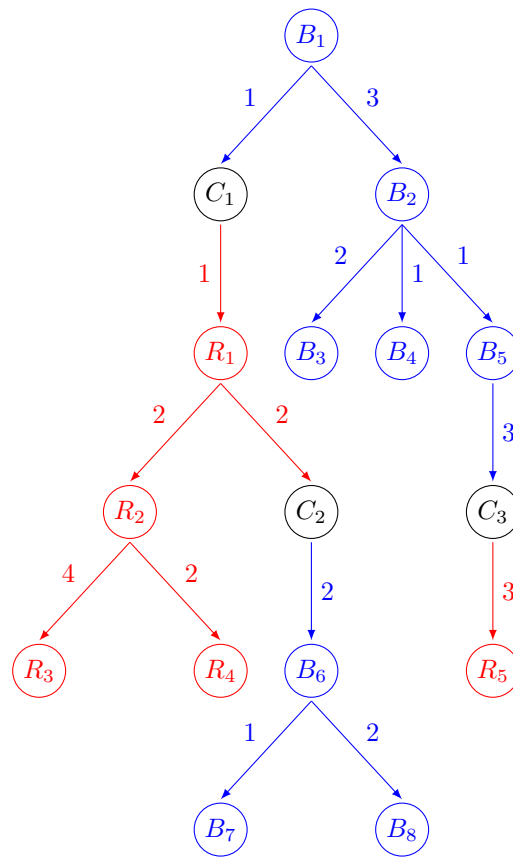 B₁
1 3
C₁ B₂
1 2 1 1
R₁ B₃ B₄ B₅
2 2 3
R₂ C₂ C₃
4 2 2 3
R₃ R₄ B₆ R₅
1 2
B₇ B₈